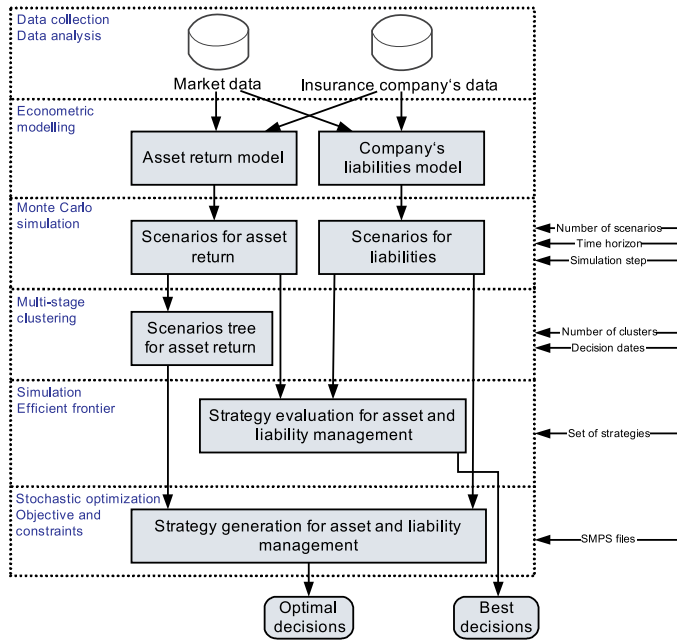 Data collection
Data analysis
Market data
Insurance company's data
Econometric
modelling
Asset return model
Company's
liabilities model
Monte Carlo
simulation
Scenarios for asset
return
Scenarios for
liabilities
Number of scenarios
Time horizon
Simulation step
Multi-stage
clustering
Scenarios tree
for asset return
Number of clusters
Decision dates
Simulation
Efficient frontier
Strategy evaluation for asset and
liability management
Set of strategies
Stochastic optimization
Objective and
constraints
Strategy generation for asset and liability
management
SMPS files
Optimal
decisions
Best
decisions